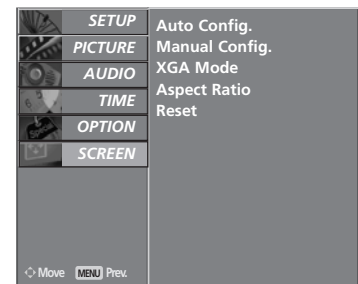 SETUP
PICTURE
AUDIO
TIME
OPTION
SCREEN
Auto Config.
Manual Config.
XGA Mode
Aspect Ratio
Reset
Move MENU Prev.